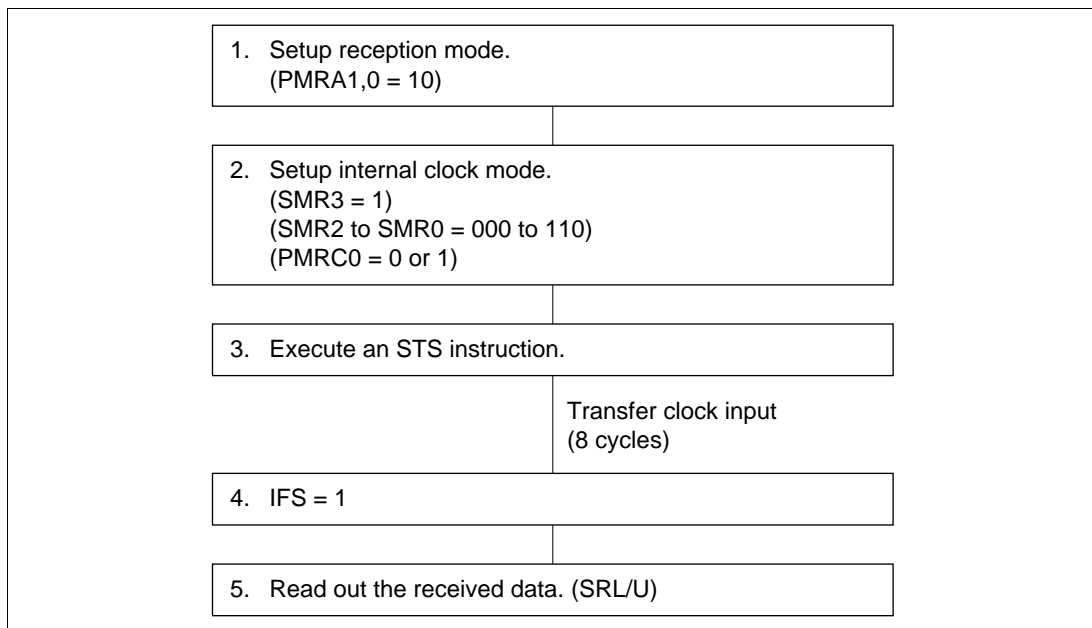 1. Setup reception mode.
(PMRA1,0 = 10)
2. Setup internal clock mode.
(SMR3 = 1)
(SMR2 to SMR0 = 000 to 110)
(PMRC0 = 0 or 1)
3. Execute an STS instruction.
Transfer clock input
(8 cycles)
4. IFS = 1
5. Read out the received data. (SRL/U)